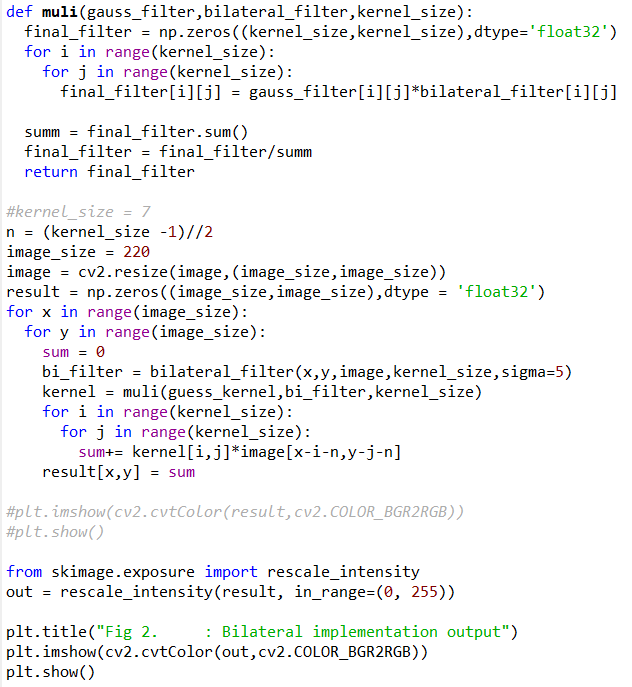 def muli(gauss_filter,bilateral_filter,kernel_size):
  final_filter = np.zeros((kernel_size,kernel_size),dtype='float32')
  for i in range(kernel_size):
    for j in range(kernel_size):
      final_filter[i][j] = gauss_filter[i][j]*bilateral_filter[i][j]

  summ = final_filter.sum()
  final_filter = final_filter/summ
  return final_filter

#kernel_size = 7
n = (kernel_size -1)//2
image_size = 220
image = cv2.resize(image,(image_size,image_size))
result = np.zeros((image_size,image_size),dtype = 'float32')
for x in range(image_size):
  for y in range(image_size):
    sum = 0
    bi_filter = bilateral_filter(x,y,image,kernel_size,sigma=5)
    kernel = muli(guess_kernel,bi_filter,kernel_size)
    for i in range(kernel_size):
      for j in range(kernel_size):
        sum+= kernel[i,j]*image[x-i-n,y-j-n]
    result[x,y] = sum

#plt.imshow(cv2.cvtColor(result,cv2.COLOR_BGR2RGB))
#plt.show()

from skimage.exposure import rescale_intensity
out = rescale_intensity(result, in_range=(0, 255))

plt.title("Fig 2.     : Bilateral implementation output")
plt.imshow(cv2.cvtColor(out,cv2.COLOR_BGR2RGB))
plt.show()